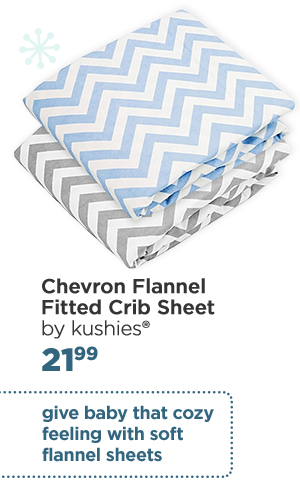 Chevron Flannel
Fitted Crib Sheet
by kushies®
21⁹⁹
give baby that cozy
feeling with soft
flannel sheets